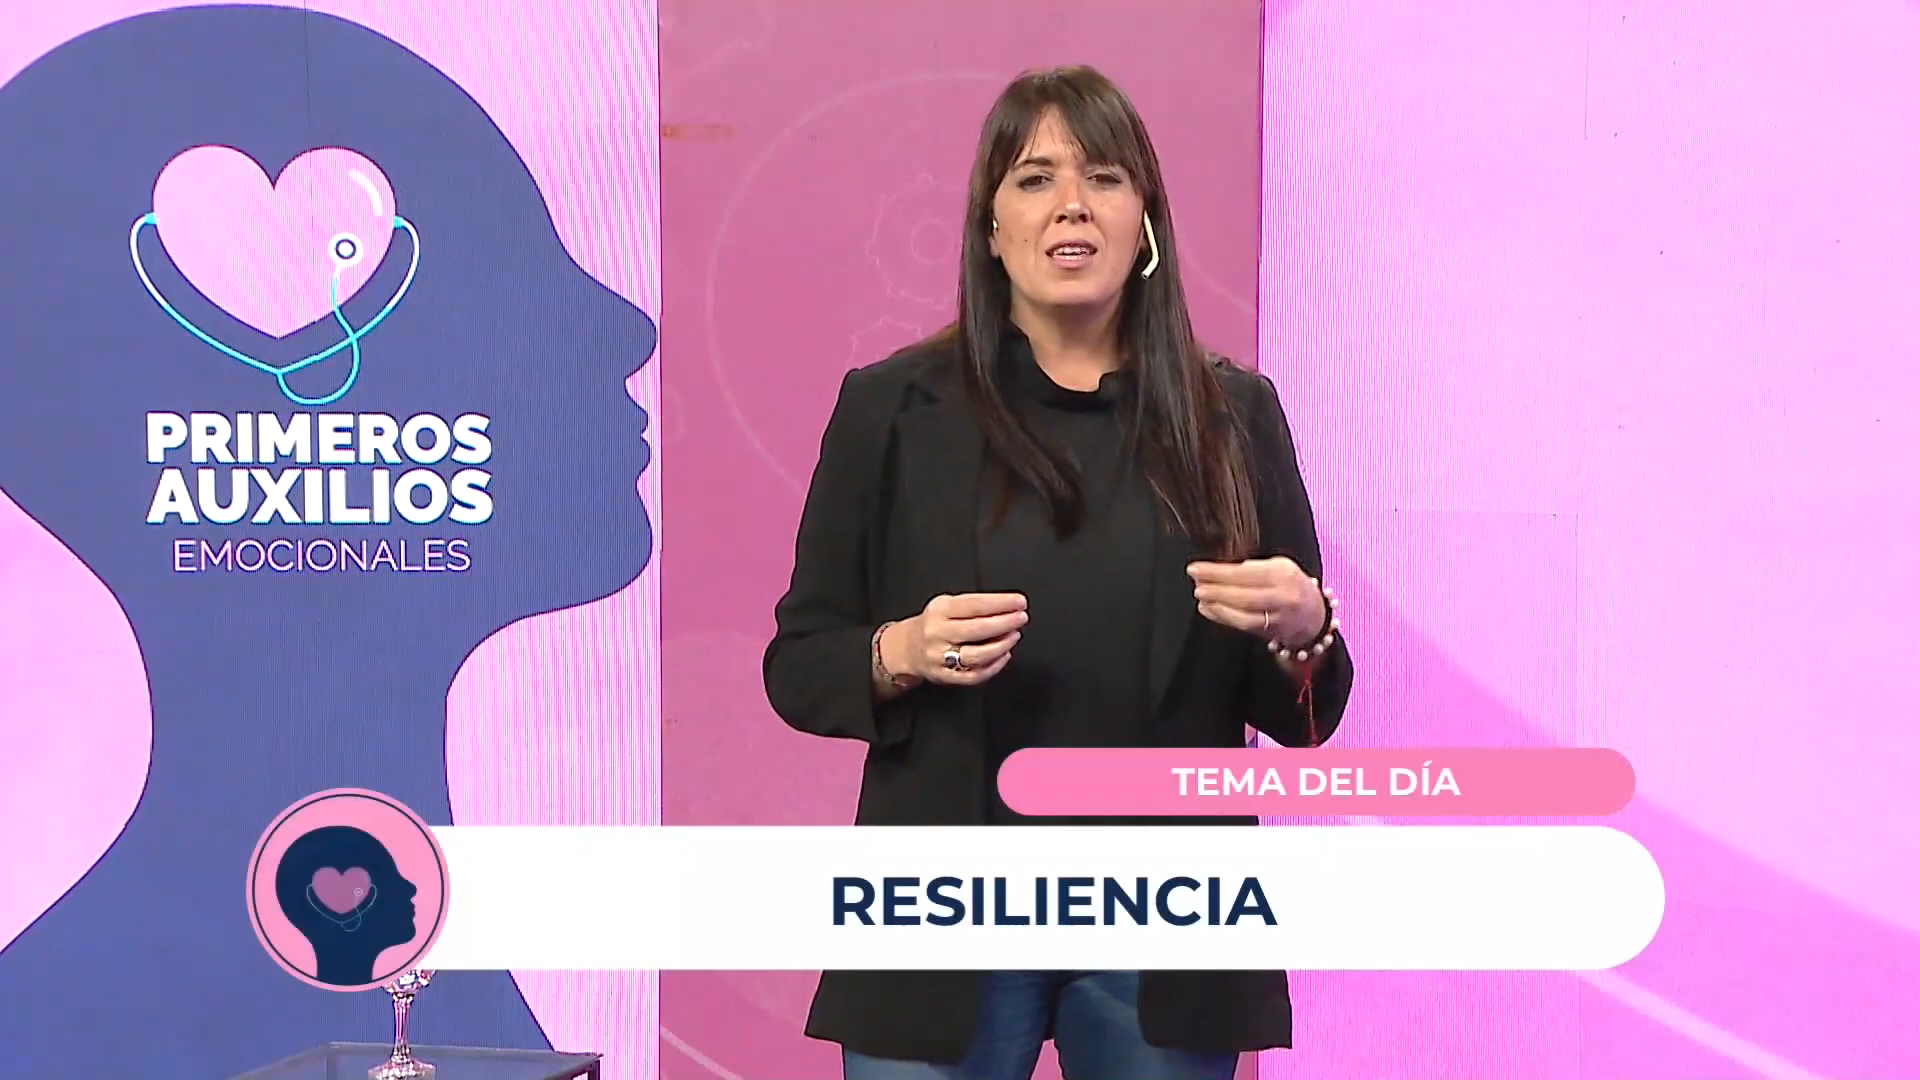 PRIMEROS
AUXILIOS
EMOCIONALES
TEMA DEL DÍA
RESILIENCIA